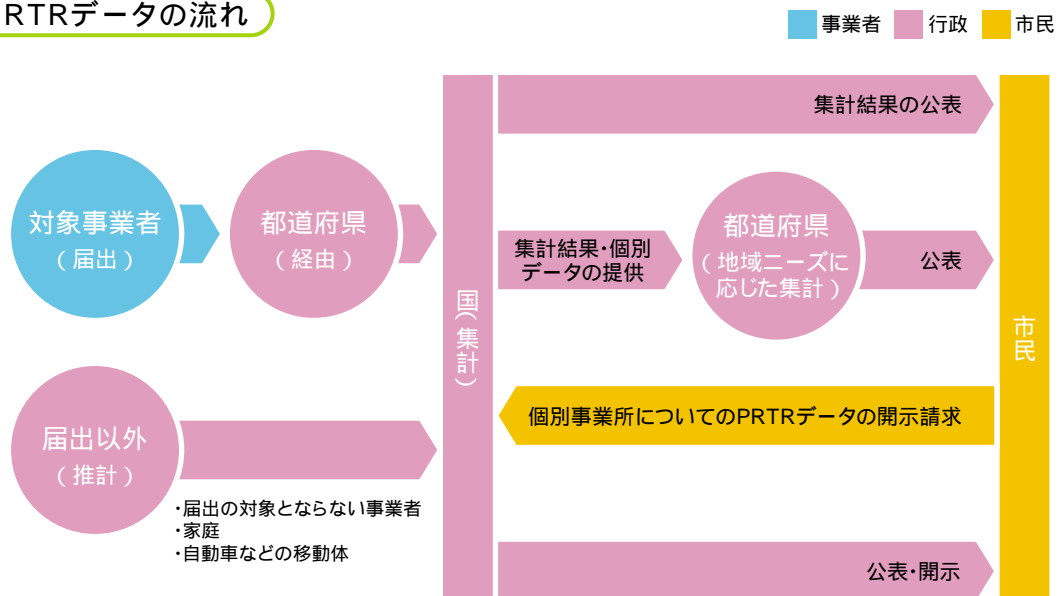 RTRデータの流れ
事業者
行政
市民
集計結果の公表
対象事業者
（届出）
都道府県
（経由）
国（集計）
集計結果・個別
データの提供
都道府県
（地域ニーズに
応じた集計）
公表
市民
個別事業所についてのPRTRデータの開示請求
届出以外
（推計）
・届出の対象とならない事業者
・家庭
・自動車などの移動体
公表・開示